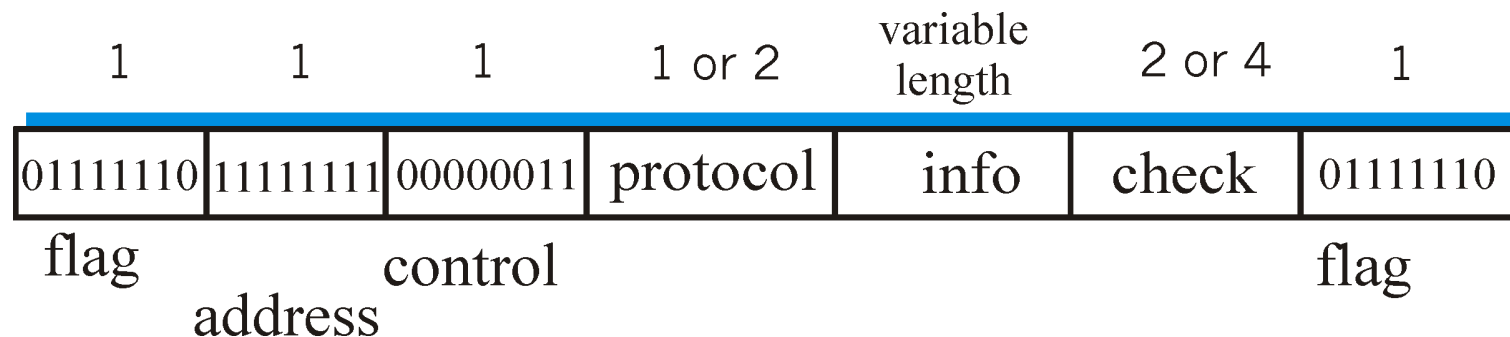 1 1 1 1 or 2 variable length 2 or 4 1
01111110 11111111 00000011 protocol info check 01111110
flag control flag
address